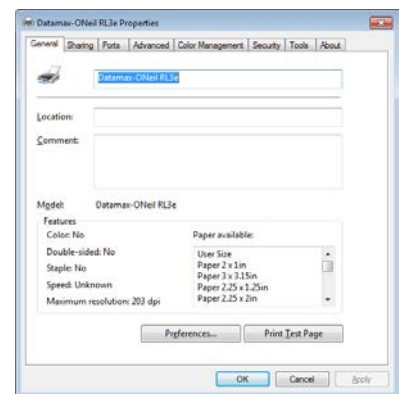 Datamax-ONeil RL3e Properties
General Sharing Ports Advanced Color Management Security Tools About
Datamax-ONeil RL3e
Location:
Comment:
Model: Datamax-ONeil RL3e
Features
Color: No Paper available:
Double-sided: No User Size
Staple: No Paper 2 x 1in
Paper 3 x 3.15in
Speed: Unknown Paper 2.25 x 1.25in
Maximum resolution: 203 dpi Paper 2.25 x 2in
Preferences... Print Test Page
OK Cancel Apply